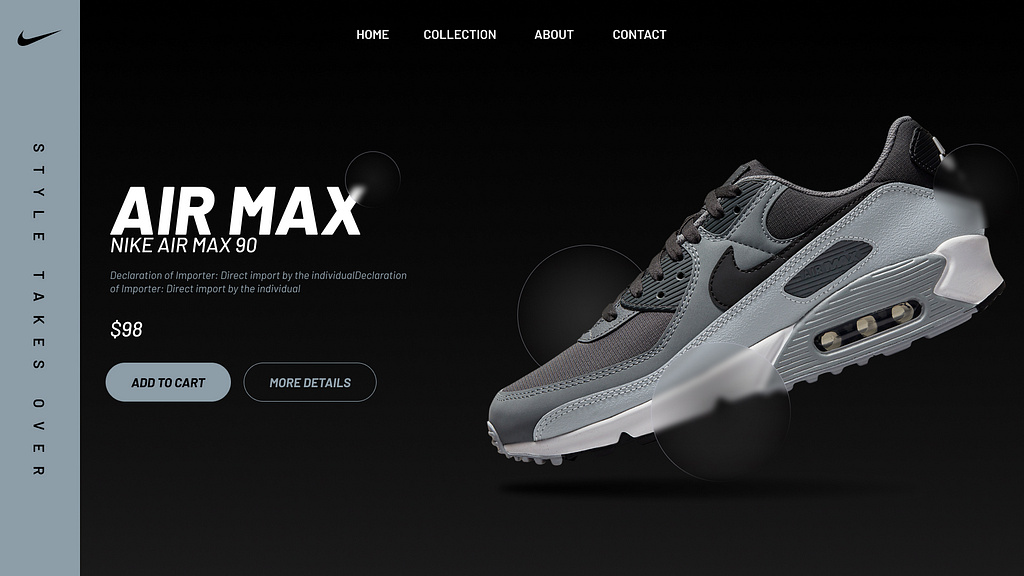 HOME
COLLECTION
ABOUT
CONTACT
STYLE TAKES OVER
AIR MAX
NIKE AIR MAX 90
Declaration of Importer: Direct import by the individualDeclaration
of Importer: Direct import by the individual
$98
ADD TO CART
MORE DETAILS